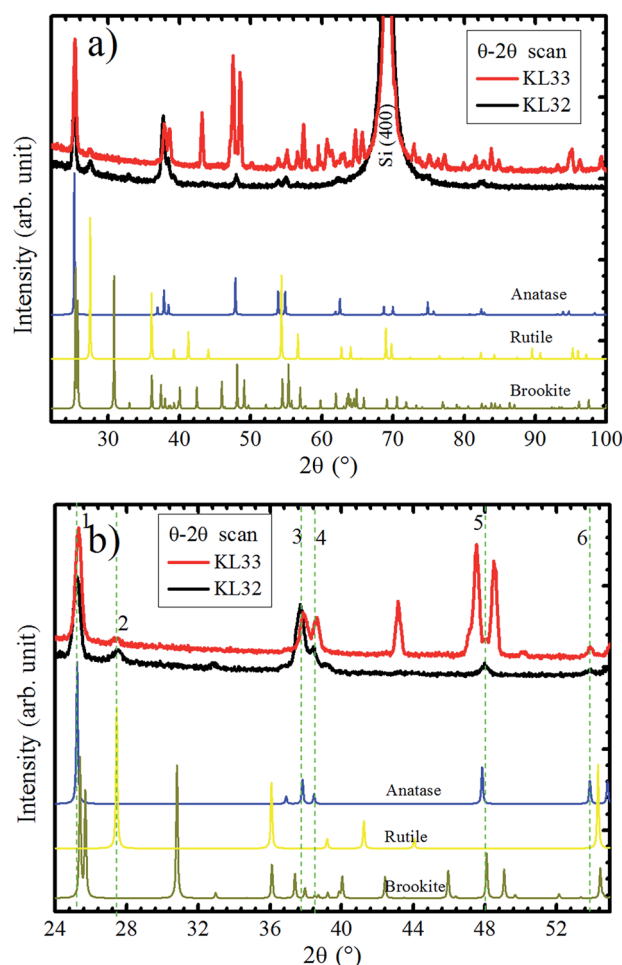 a)
θ-2θ scan
KL33
KL32
Si (400)
Intensity (arb. unit)
Anatase
Rutile
Brookite
30 40 50 60 70 80 90 100
2θ (°)
b)
1 2 3 4 5 6
θ-2θ scan
KL33
KL32
Intensity (arb. unit)
Anatase
Rutile
Brookite
24 28 32 36 40 44 48 52
2θ (°)